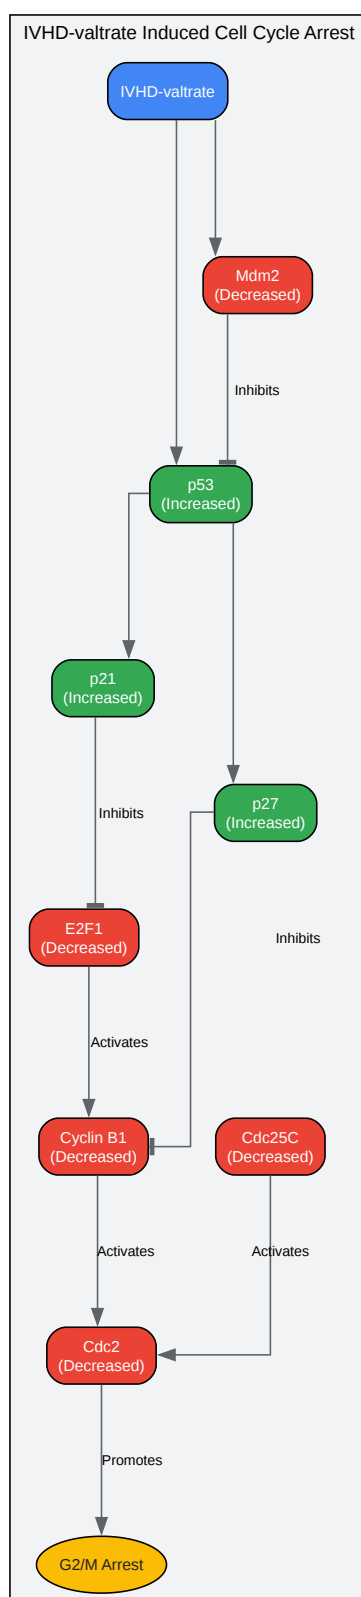 IVHD-valtrate Induced Cell Cycle Arrest
IVHD-valtrate
Mdm2
(Decreased)
Inhibits
p53
(Increased)
p21
(Increased)
Inhibits
p27
(Increased)
E2F1
(Decreased)
Inhibits
Activates
Cyclin B1
(Decreased)
Cdc25C
(Decreased)
Activates
Activates
Cdc2
(Decreased)
Promotes
G2/M Arrest